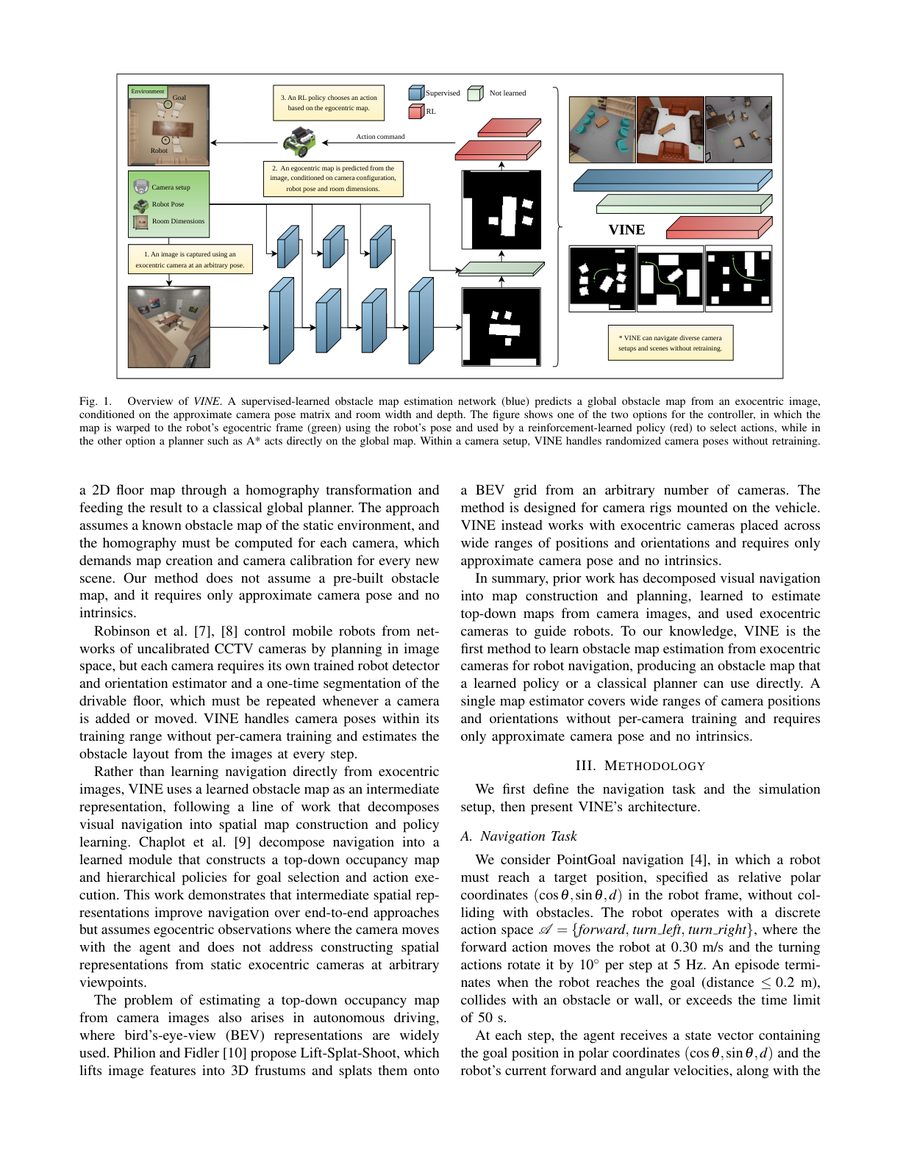 Environment
Goal
Robot
3. An RL policy chooses an action
based on the egocentric map.
Supervised
Not learned
RL
Action command
2. An egocentric map is predicted from the
image, conditioned on camera configuration,
robot pose and room dimensions.
Camera setup
Robot Pose
Room Dimensions
1. An image is captured using an
exocentric camera at an arbitrary pose.
VINE
* VINE can navigate diverse camera
setups and scenes without retraining.
Fig. 1. Overview of VINE. A supervised-learned obstacle map estimation network (blue) predicts a global obstacle map from an exocentric image,
conditioned on the approximate camera pose matrix and room width and depth. The figure shows one of the two options for the controller, in which the
map is warped to the robot's egocentric frame (green) using the robot's pose and used by a reinforcement-learned policy (red) to select actions, while in
the other option a planner such as A* acts directly on the global map. Within a camera setup, VINE handles randomized camera poses without retraining.
a 2D floor map through a homography transformation and
feeding the result to a classical global planner. The approach
assumes a known obstacle map of the static environment, and
the homography must be computed for each camera, which
demands map creation and camera calibration for every new
scene. Our method does not assume a pre-built obstacle
map, and it requires only approximate camera pose and no
intrinsics.
Robinson et al. [7], [8] control mobile robots from net-
works of uncalibrated CCTV cameras by planning in image
space, but each camera requires its own trained robot detector
and orientation estimator and a one-time segmentation of the
drivable floor, which must be repeated whenever a camera
is added or moved. VINE handles camera poses within its
training range without per-camera training and estimates the
obstacle layout from the images at every step.
Rather than learning navigation directly from exocentric
images, VINE uses a learned obstacle map as an intermediate
representation, following a line of work that decomposes
visual navigation into spatial map construction and policy
learning. Chaplot et al. [9] decompose navigation into a
learned module that constructs a top-down occupancy map
and hierarchical policies for goal selection and action exe-
cution. This work demonstrates that intermediate spatial rep-
resentations improve navigation over end-to-end approaches
but assumes egocentric observations where the camera moves
with the agent and does not address constructing spatial
representations from static exocentric cameras at arbitrary
viewpoints.
The problem of estimating a top-down occupancy map
from camera images also arises in autonomous driving,
where bird's-eye-view (BEV) representations are widely
used. Philion and Fidler [10] propose Lift-Splat-Shoot, which
lifts image features into 3D frustums and splats them onto
a BEV grid from an arbitrary number of cameras. The
method is designed for camera rigs mounted on the vehicle.
VINE instead works with exocentric cameras placed across
wide ranges of positions and orientations and requires only
approximate camera pose and no intrinsics.
In summary, prior work has decomposed visual navigation
into map construction and planning, learned to estimate
top-down maps from camera images, and used exocentric
cameras to guide robots. To our knowledge, VINE is the
first method to learn obstacle map estimation from exocentric
cameras for robot navigation, producing an obstacle map that
a learned policy or a classical planner can use directly. A
single map estimator covers wide ranges of camera positions
and orientations without per-camera training and requires
only approximate camera pose and no intrinsics.
III. METHODOLOGY
We first define the navigation task and the simulation
setup, then present VINE's architecture.
A. Navigation Task
We consider PointGoal navigation [4], in which a robot
must reach a target position, specified as relative polar
coordinates (cos θ, sin θ, d) in the robot frame, without col-
liding with obstacles. The robot operates with a discrete
action space 𝒜 = {forward, turn_left, turn_right}, where the
forward action moves the robot at 0.30 m/s and the turning
actions rotate it by 10° per step at 5 Hz. An episode termi-
nates when the robot reaches the goal (distance ≤ 0.2 m),
collides with an obstacle or wall, or exceeds the time limit
of 50 s.
At each step, the agent receives a state vector containing
the goal position in polar coordinates (cos θ, sin θ, d) and the
robot's current forward and angular velocities, along with the